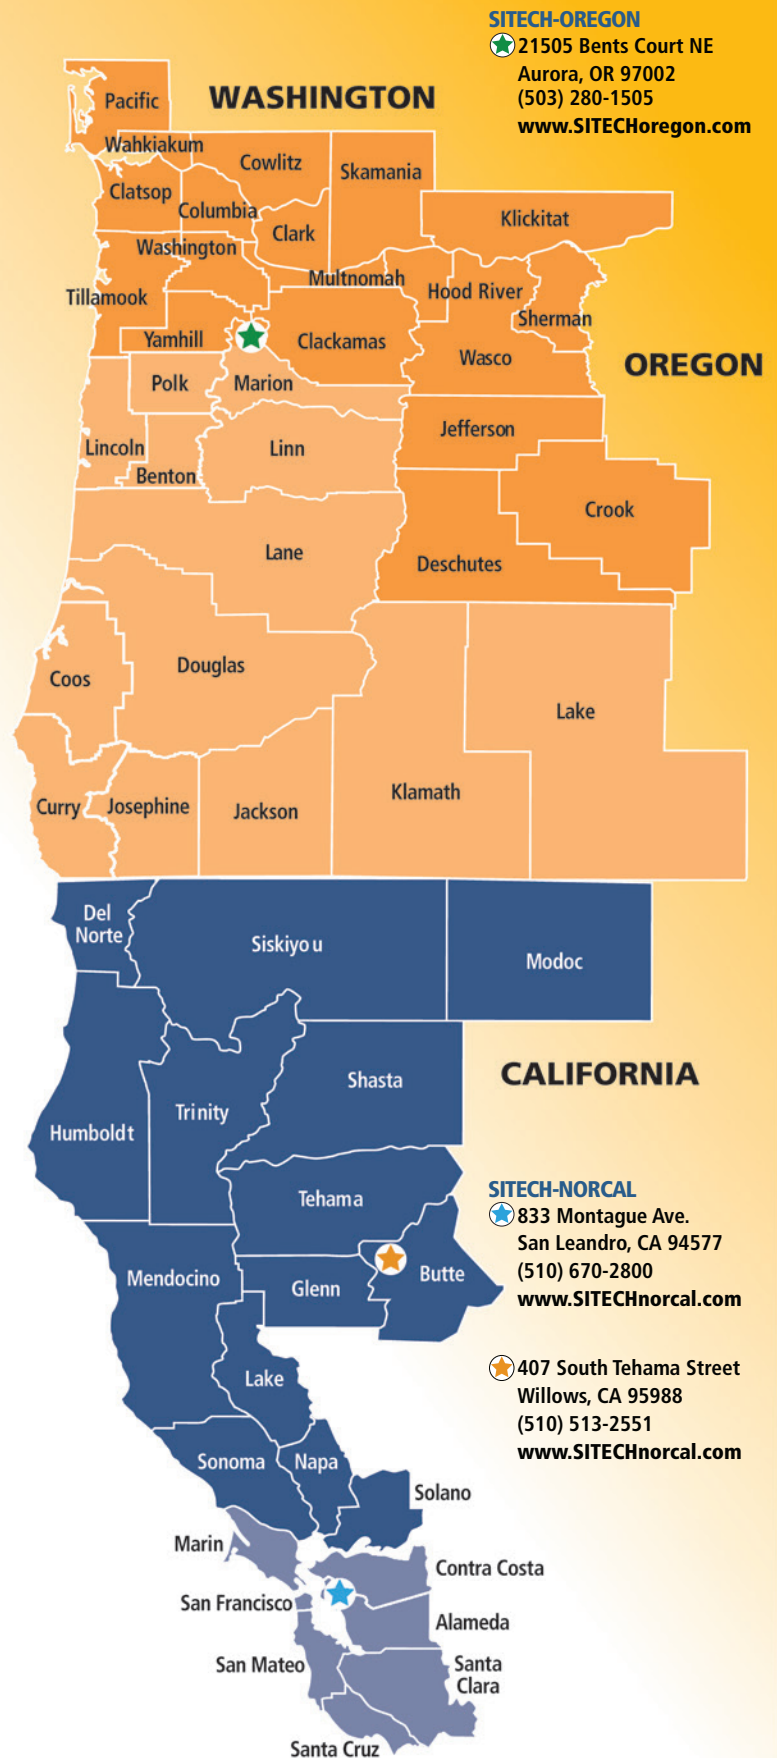 SITECH-OREGON
21505 Bents Court NE
Aurora, OR 97002
(503) 280-1505
www.SITECHoregon.com
WASHINGTON
Pacific
Wahkiakum
Cowlitz
Skamania
Clatsop
Columbia
Klickitat
Clark
Washington
Multnomah
Hood River
Tillamook
Sherman
Yamhill
Clackamas
Wasco
OREGON
Polk
Marion
Jefferson
Lincoln
Linn
Benton
Crook
Lane
Deschutes
Douglas
Coos
Lake
Klamath
Curry
Josephine
Jackson
Del
Norte
Siskiyou
Modoc
CALIFORNIA
Shasta
Trinity
Humboldt
Tehama
SITECH-NORCAL
833 Montague Ave.
San Leandro, CA 94577
(510) 670-2800
www.SITECHnorcal.com
Mendocino
Glenn
Butte
407 South Tehama Street
Willows, CA 95988
(510) 513-2551
www.SITECHnorcal.com
Lake
Sonoma
Napa
Solano
Marin
Contra Costa
San Francisco
Alameda
San Mateo
Santa
Clara
Santa Cruz